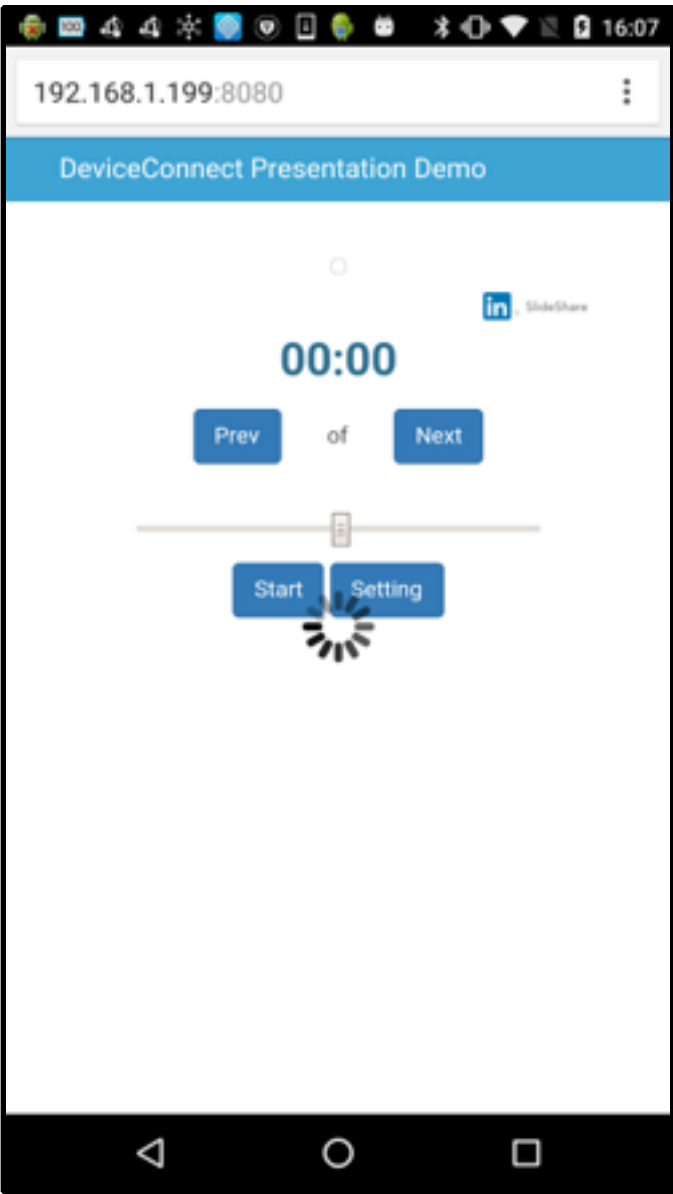 100 16:07
192.168.1.199:8080
DeviceConnect Presentation Demo
in SlideShare
00:00
Prev of Next
Start Setting